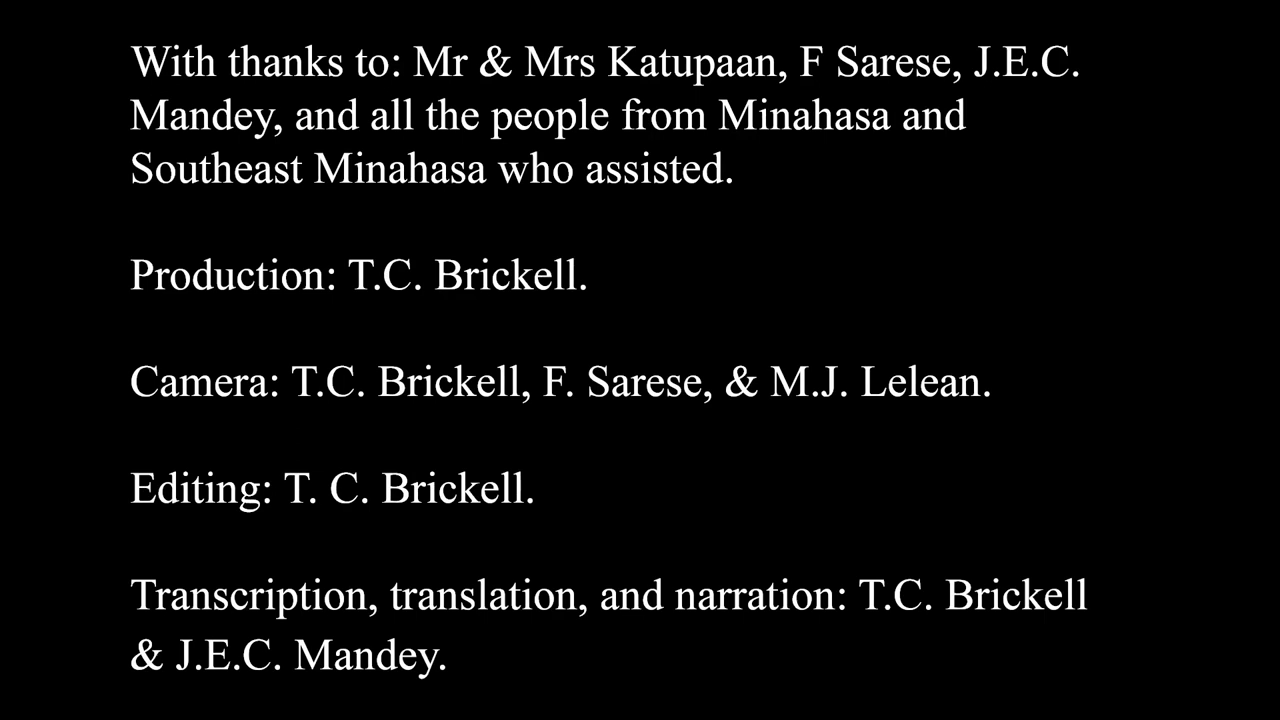 With thanks to: Mr & Mrs Katupaan, F Sarese, J.E.C.
Mandey, and all the people from Minahasa and
Southeast Minahasa who assisted.
Production: T.C. Brickell.
Camera: T.C. Brickell, F. Sarese, & M.J. Lelean.
Editing: T. C. Brickell.
Transcription, translation, and narration: T.C. Brickell
& J.E.C. Mandey.